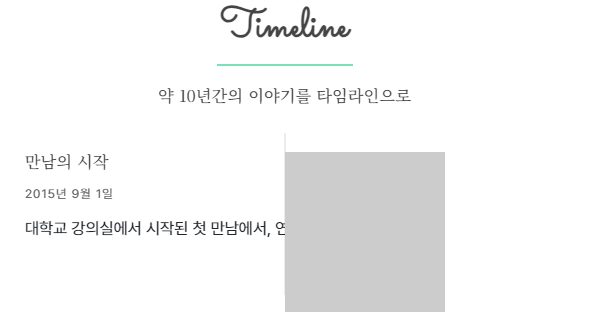 Timeline
약 10년간의 이야기를 타임라인으로
만남의 시작
2015년 9월 1일
대학교 강의실에서 시작된 첫 만남에서,